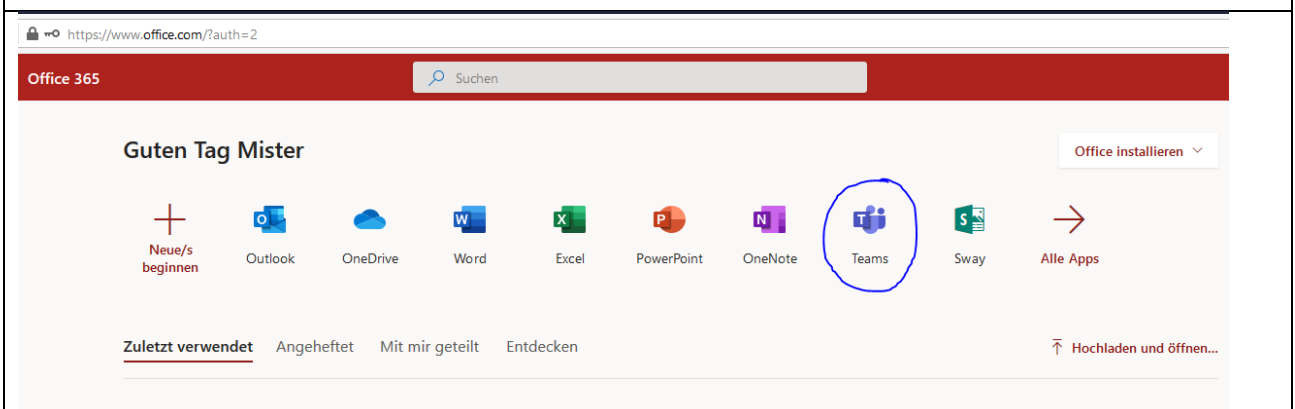 https://www.office.com/?auth=2
Office 365
Suchen
Guten Tag Mister
Office installieren
Neue/s beginnen
Outlook
OneDrive
Word
Excel
PowerPoint
OneNote
Teams
Sway
Alle Apps
Zuletzt verwendet Angeheftet Mit mir geteilt Entdecken
Hochladen und öffnen...